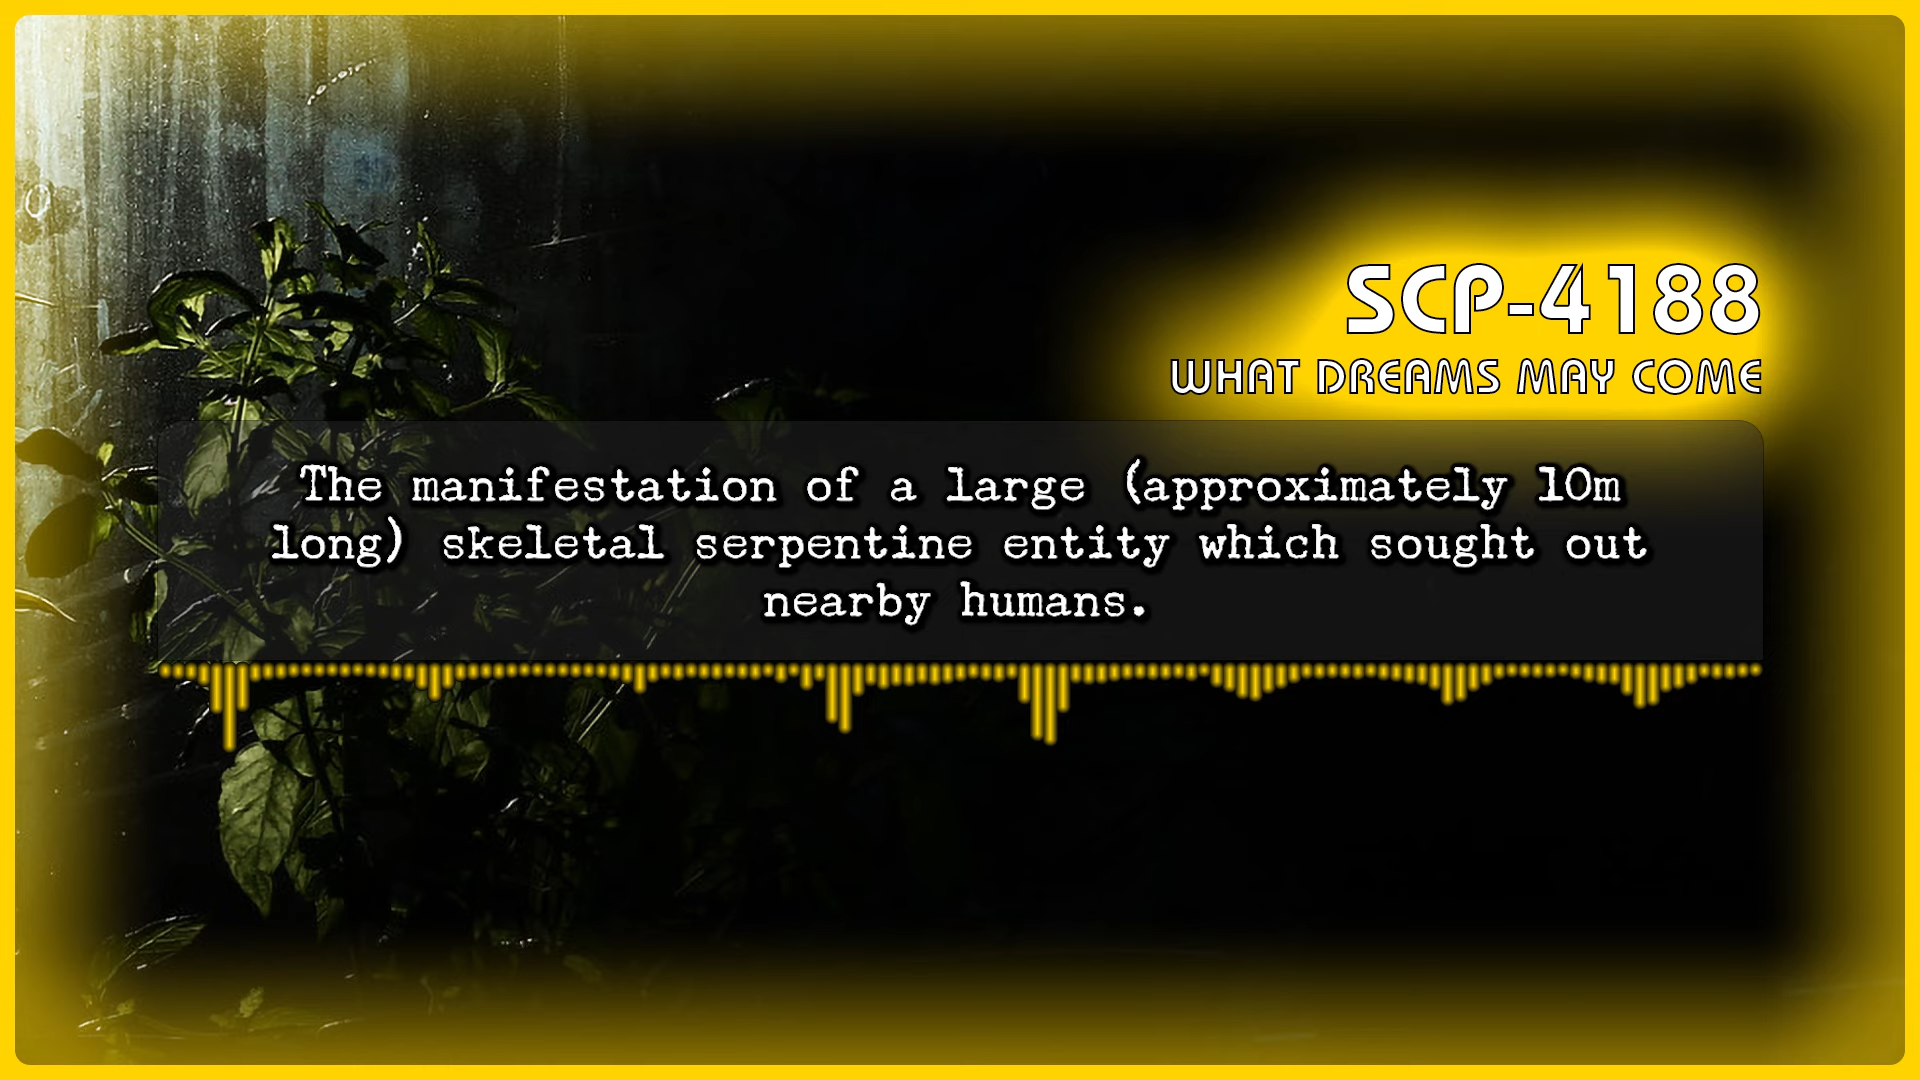 SCP-4188
WHAT DREAMS MAY COME
The manifestation of a large (approximately 10m
long) skeletal serpentine entity which sought out
nearby humans.